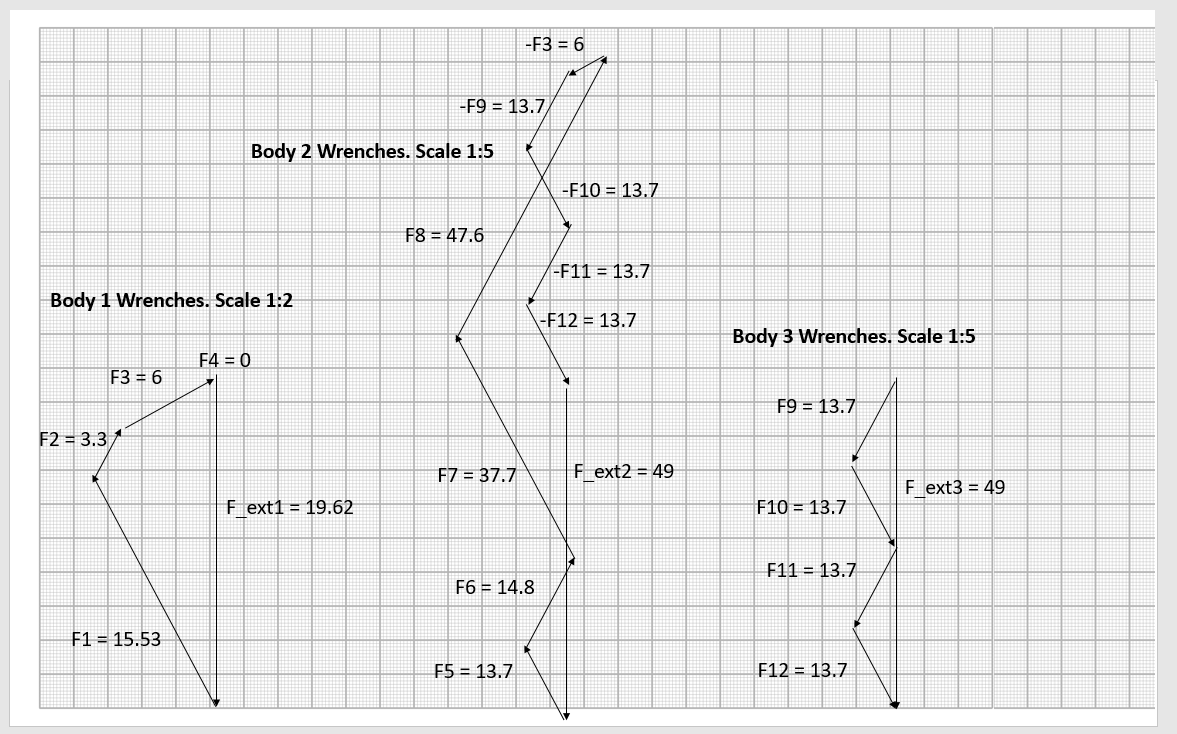 -F3 = 6
-F9 = 13.7
Body 2 Wrenches. Scale 1:5
-F10 = 13.7
F8 = 47.6
-F11 = 13.7
Body 1 Wrenches. Scale 1:2
-F12 = 13.7
Body 3 Wrenches. Scale 1:5
F4 = 0
F3 = 6
F9 = 13.7
F2 = 3.3
F7 = 37.7
F_ext2 = 49
F_ext3 = 49
F_ext1 = 19.62
F10 = 13.7
F11 = 13.7
F6 = 14.8
F1 = 15.53
F5 = 13.7
F12 = 13.7